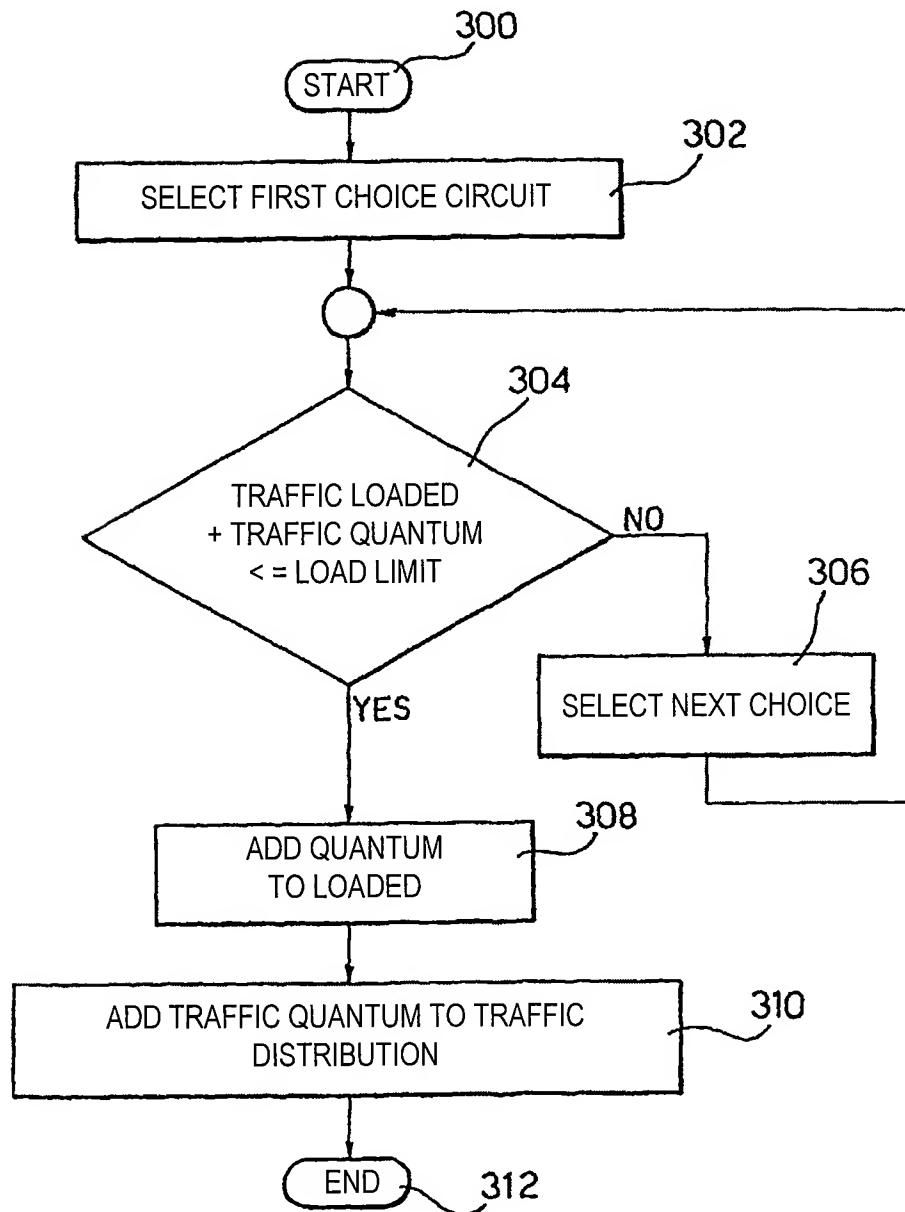 300
START
302
SELECT FIRST CHOICE CIRCUIT
304
TRAFFIC LOADED
+ TRAFFIC QUANTUM
< = LOAD LIMIT
NO
306
SELECT NEXT CHOICE
YES
308
ADD QUANTUM
TO LOADED
310
ADD TRAFFIC QUANTUM TO TRAFFIC
DISTRIBUTION
END
312